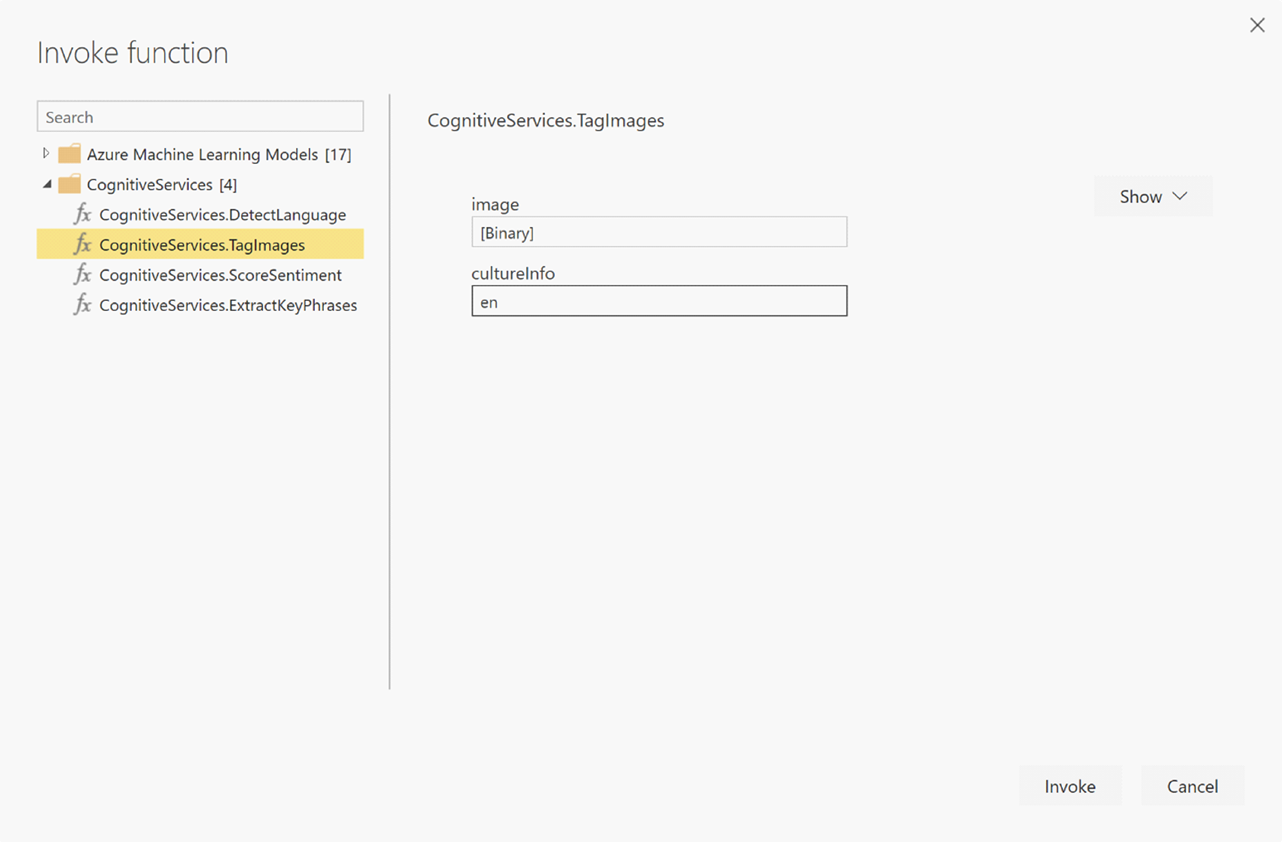 Invoke function
Search
Azure Machine Learning Models [17]
CognitiveServices [4]
fx CognitiveServices.DetectLanguage
fx CognitiveServices.TagImages
fx CognitiveServices.ScoreSentiment
fx CognitiveServices.ExtractKeyPhrases
CognitiveServices.TagImages
Show
image
[Binary]
cultureInfo
en
Invoke
Cancel